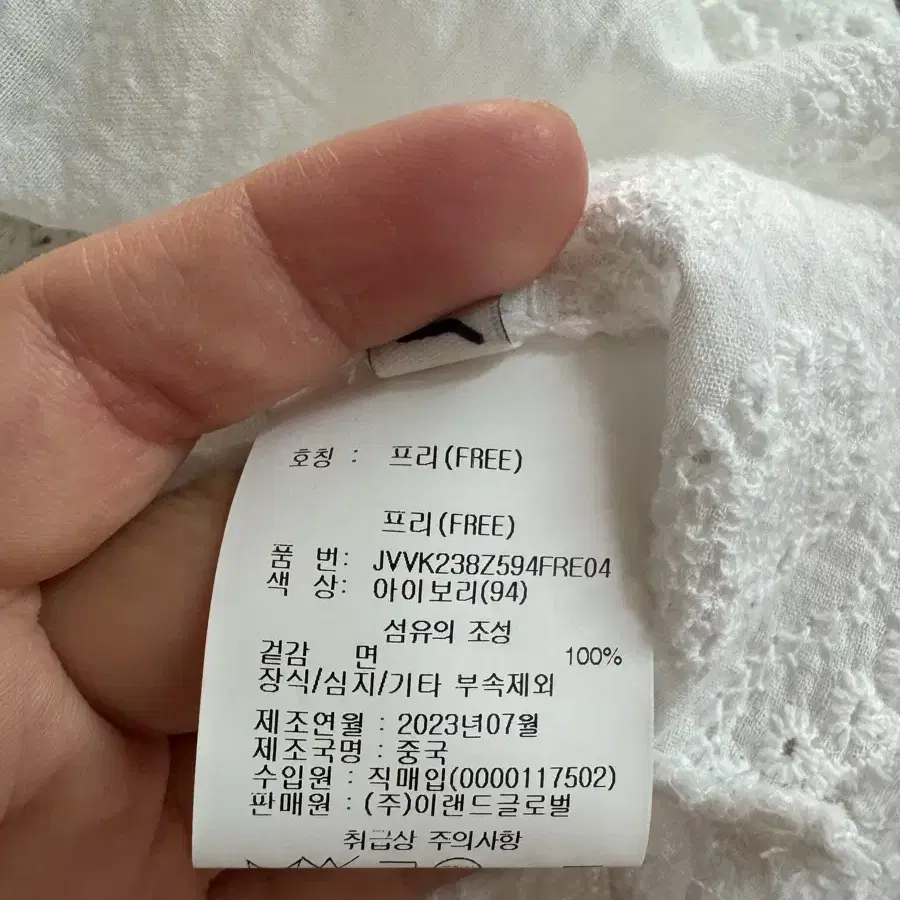 호칭 : 프리(FREE)
프리(FREE)
품 번: JVVK238Z594FRE04
색 상: 아이보리(94)
섬유의 조성
겉감 면 100%
장식/심지/기타 부속제외
제조연월 : 2023년07월
제조국명 : 중국
수입원 : 직매입(0000117502)
판매원 : (주)이랜드글로벌
취급상 주의사항